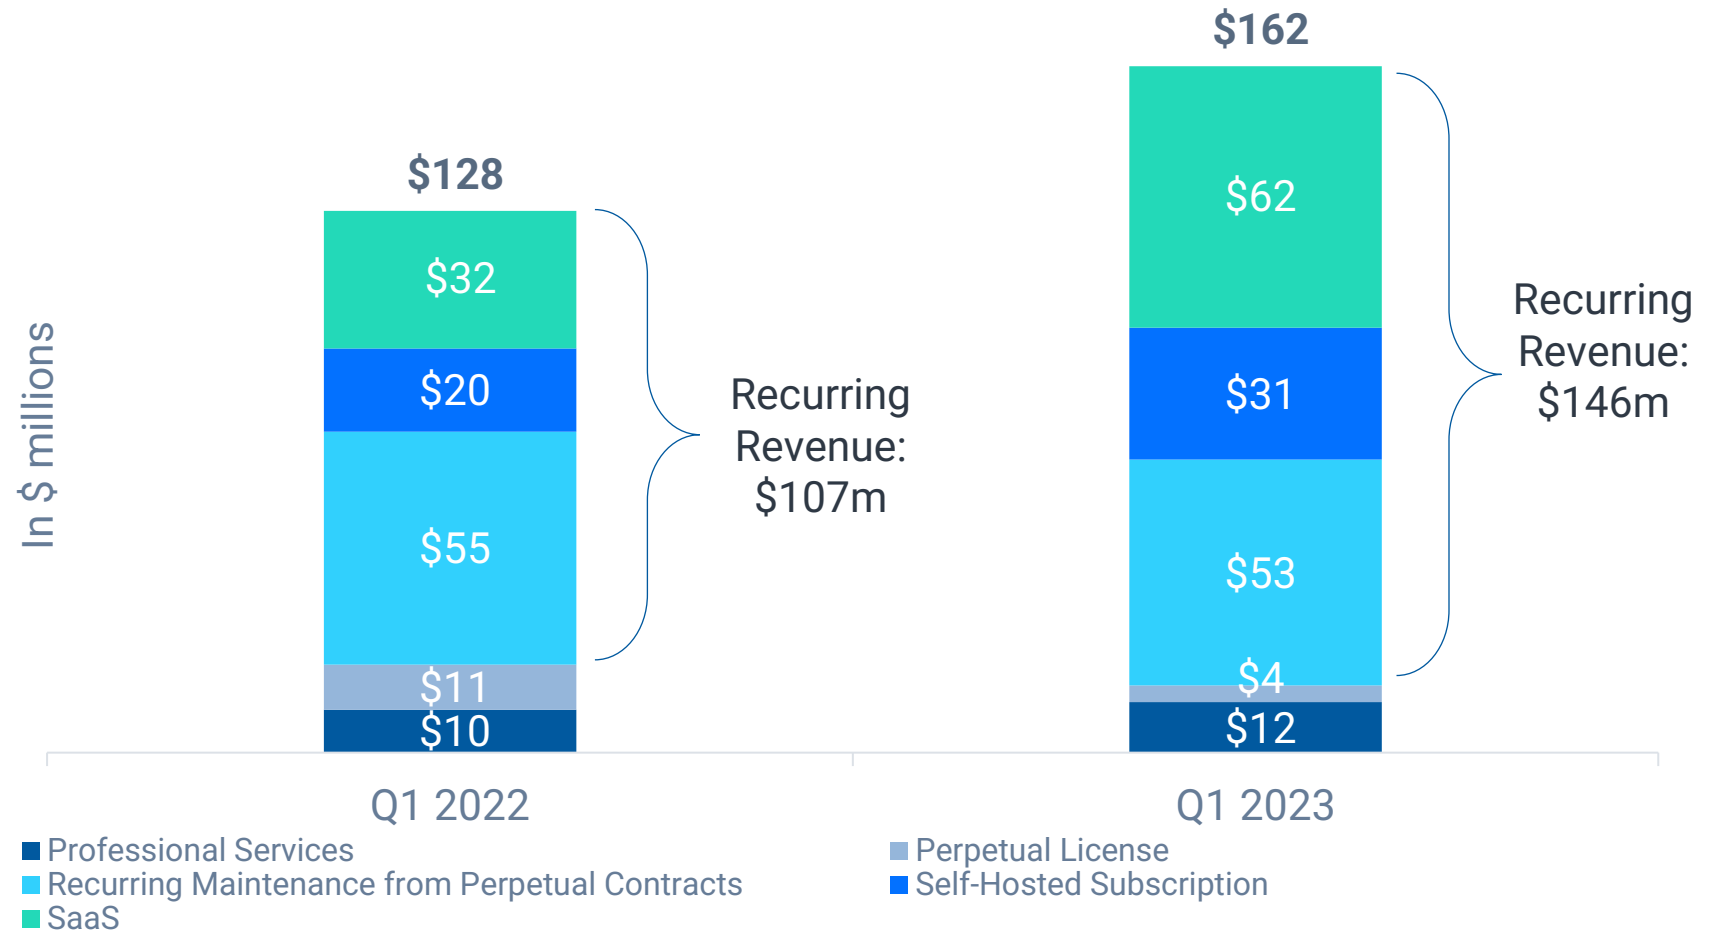 $162
$128
$62
$32
Recurring
Revenue:
$146m
Recurring
Revenue:
$107m
$20
$31
In $ millions
$55
$53
$11
$4
$10
$12
Q1 2022
Q1 2023
Professional Services
Perpetual License
Recurring Maintenance from Perpetual Contracts
Self-Hosted Subscription
SaaS